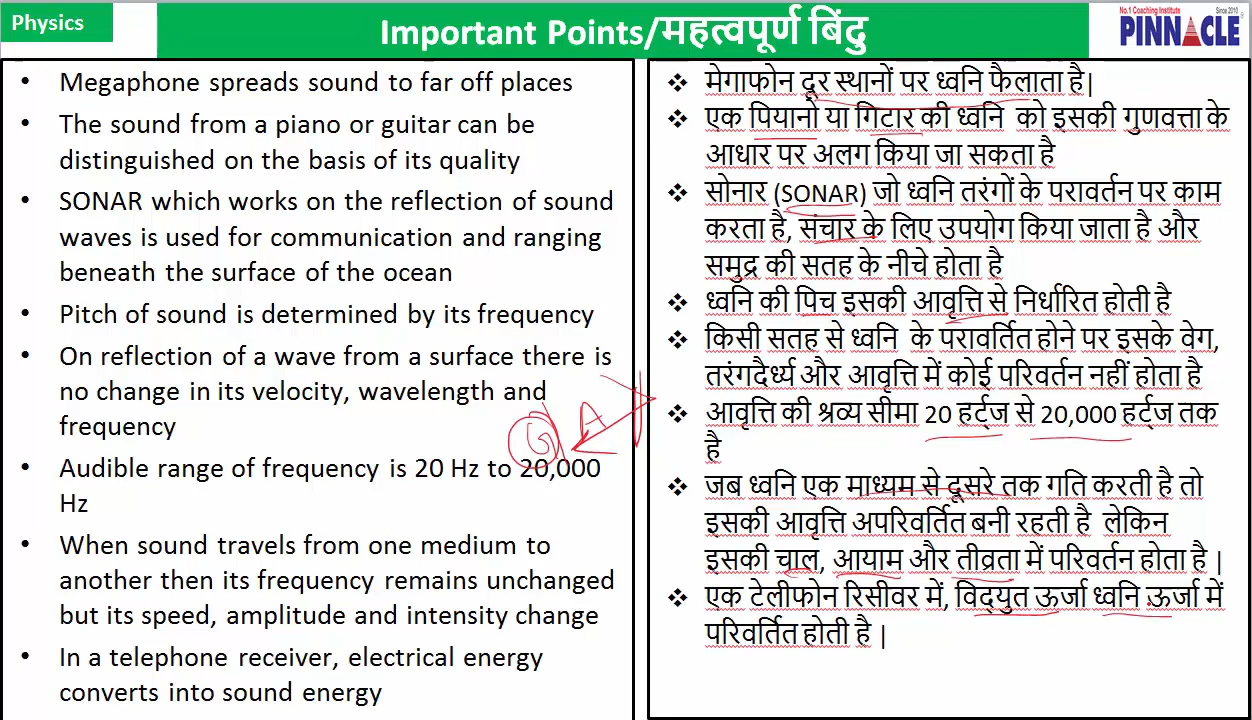 Physics
Important Points/महत्वपूर्ण बिंदु
No.1 Coaching Institute
Since 2010
PINNACLE
• Megaphone spreads sound to far off places
• The sound from a piano or guitar can be
distinguished on the basis of its quality
• SONAR which works on the reflection of sound
waves is used for communication and ranging
beneath the surface of the ocean
• Pitch of sound is determined by its frequency
• On reflection of a wave from a surface there is
no change in its velocity, wavelength and
frequency
• Audible range of frequency is 20 Hz to 20,000
Hz
• When sound travels from one medium to
another then its frequency remains unchanged
but its speed, amplitude and intensity change
• In a telephone receiver, electrical energy
converts into sound energy
❖ मेगाफोन दूर स्थानों पर ध्वनि फैलाता है|
❖ एक पियानो या गिटार की ध्वनि को इसकी गुणवत्ता के
आधार पर अलग किया जा सकता है
❖ सोनार (SONAR) जो ध्वनि तरंगों के परावर्तन पर काम
करता है, संचार के लिए उपयोग किया जाता है और
समुद्र की सतह के नीचे होता है
❖ ध्वनि की पिच इसकी आवृत्ति से निर्धारित होती है
❖ किसी सतह से ध्वनि के परावर्तित होने पर इसके वेग,
तरंगदैर्ध्य और आवृत्ति में कोई परिवर्तन नहीं होता है
❖ आवृत्ति की श्रव्य सीमा 20 हर्ट्ज से 20,000 हर्ट्ज तक
है
❖ जब ध्वनि एक माध्यम से दूसरे तक गति करती है तो
इसकी आवृत्ति अपरिवर्तित बनी रहती है लेकिन
इसकी चाल, आयाम और तीव्रता में परिवर्तन होता है |
❖ एक टेलीफोन रिसीवर में, विद्युत ऊर्जा ध्वनि ऊर्जा में
परिवर्तित होती है |